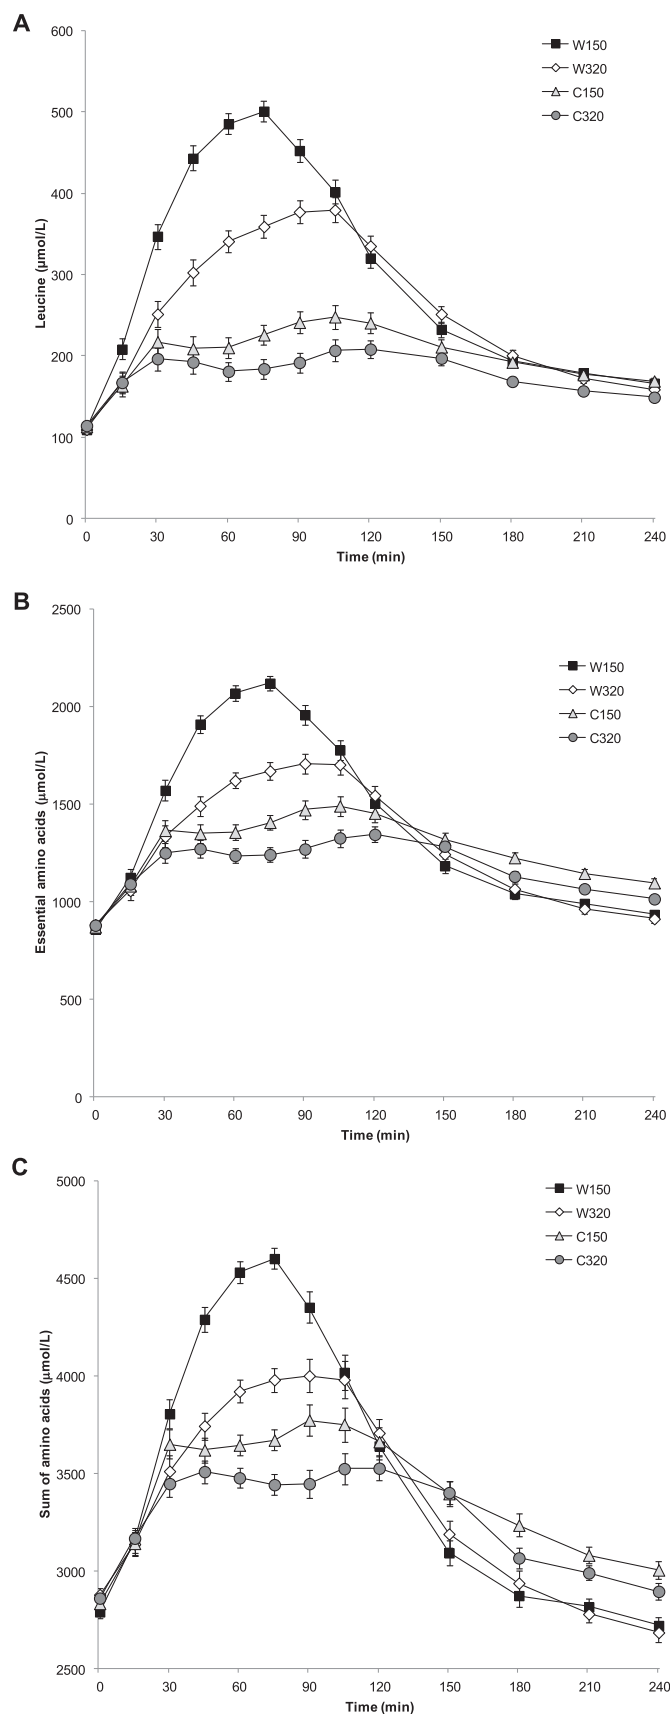 A
600
500
400
300
200
100
0
Leucine (µmol/L)
W150
W320
C150
C320
0 30 60 90 120 150 180 210 240
Time (min)
B
2500
2000
1500
1000
500
0
Essential amino acids (µmol/L)
W150
W320
C150
C320
0 30 60 90 120 150 180 210 240
Time (min)
C
5000
4500
4000
3500
3000
2500
Sum of amino acids (µmol/L)
W150
W320
C150
C320
0 30 60 90 120 150 180 210 240
Time (min)